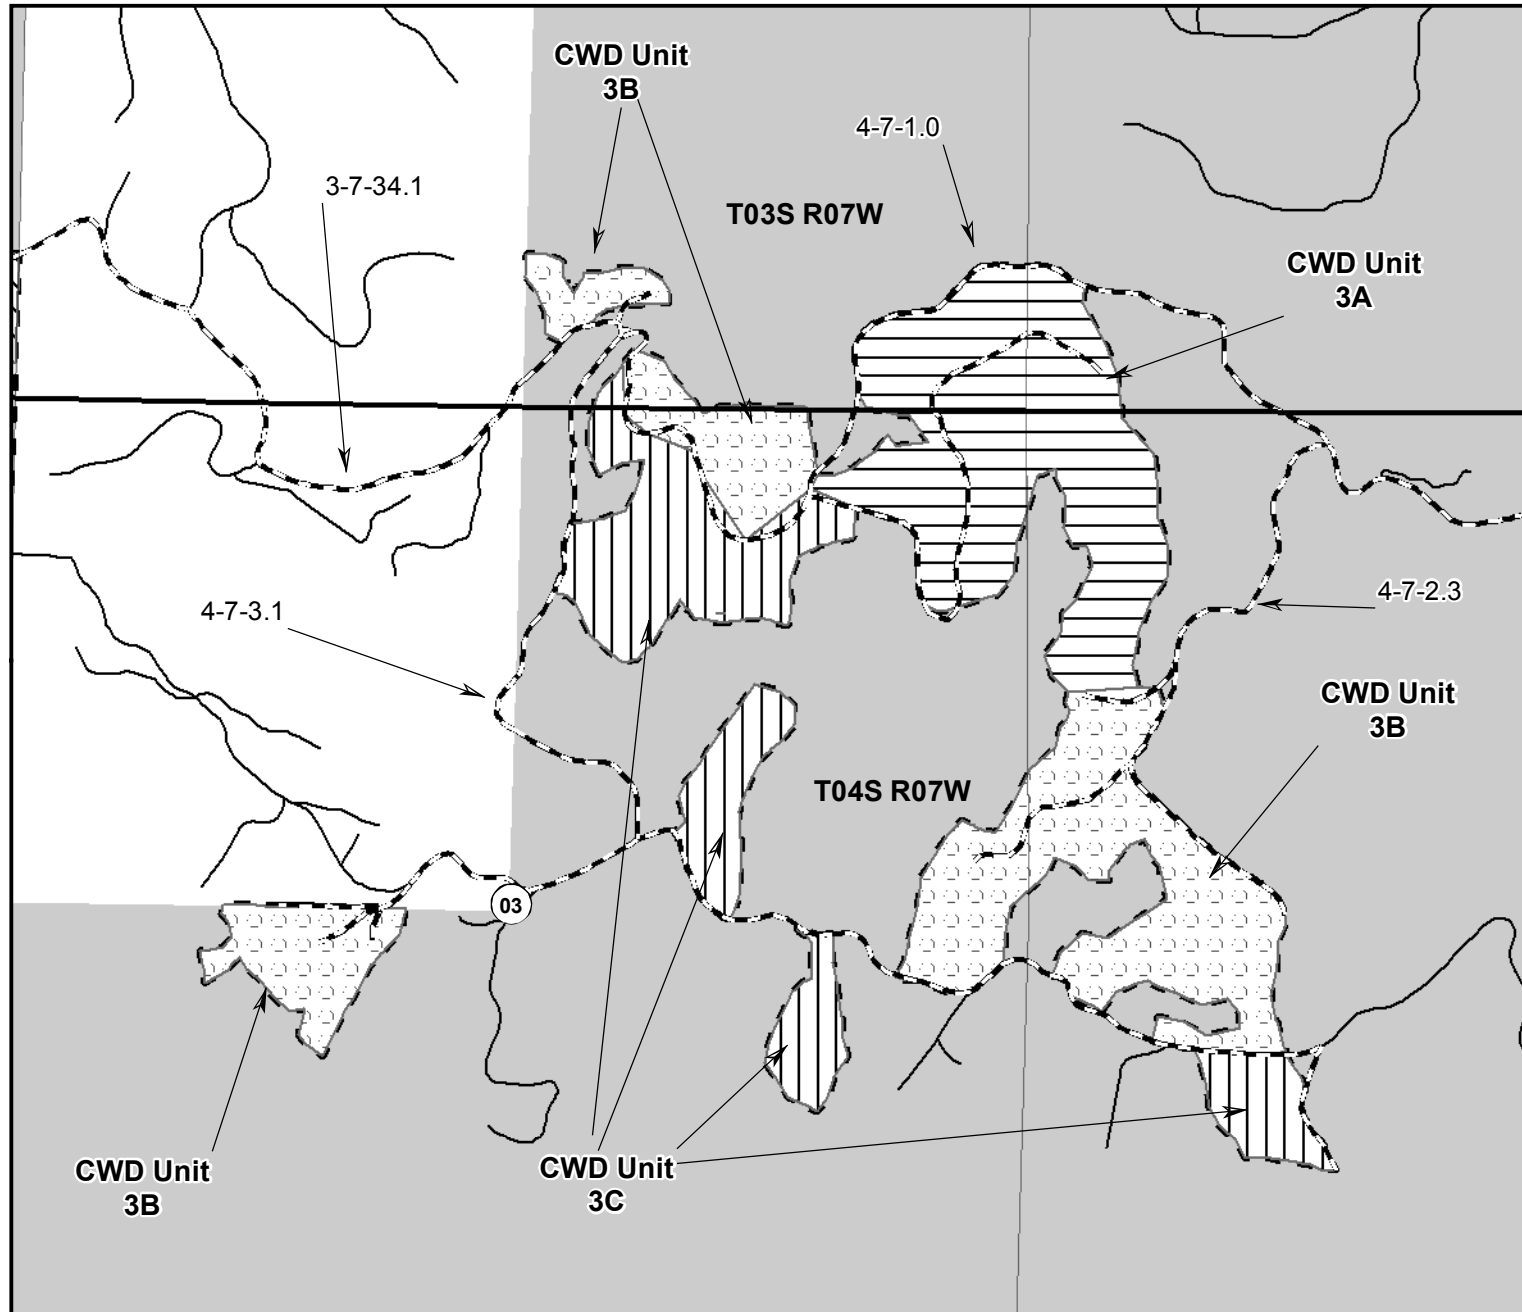 CWD Unit
3B
4-7-1.0
3-7-34.1
T03S R07W
CWD Unit
3A
4-7-3.1
4-7-2.3
CWD Unit
3B
T04S R07W
03
CWD Unit
3B
CWD Unit
3C